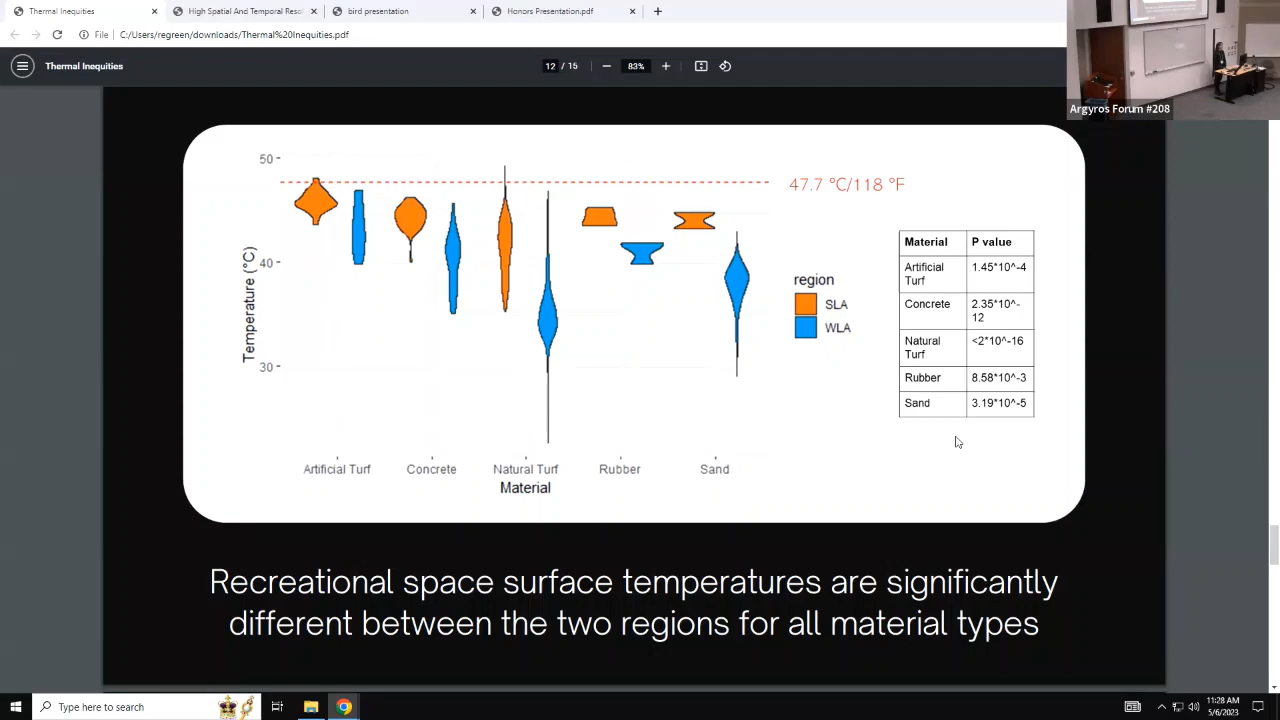 Thermal Inequities
High Spatial And Temporal Reso
bird presentation
Honors Presentation.pdf
File
C:/Users/regreen/downloads/Thermal%20Inequities.pdf
Thermal Inequities
12 / 15
83%
Argyros Forum #208
50
40
30
Temperature (°C)
47.7 °C/118 °F
region
SLA
WLA
Artificial Turf
Concrete
Natural Turf
Rubber
Sand
Material
Material P value
Artificial
Turf
1.45*10^-4
Concrete
2.35*10^-
12
Natural
Turf
<2*10^-16
Rubber 8.58*10^-3
Sand 3.19*10^-5
Recreational space surface temperatures are significantly
different between the two regions for all material types
Type here to search
11:28 AM
5/6/2023